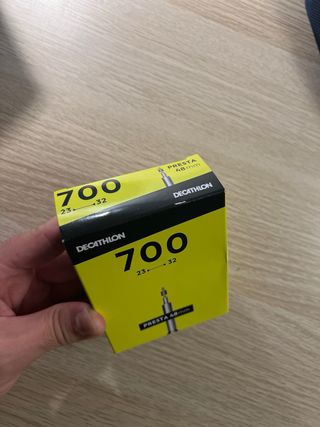 700
23 32
PRESTA
48mm
DECATHLON
DECATHLON
700
23 32
PRESTA 48mm